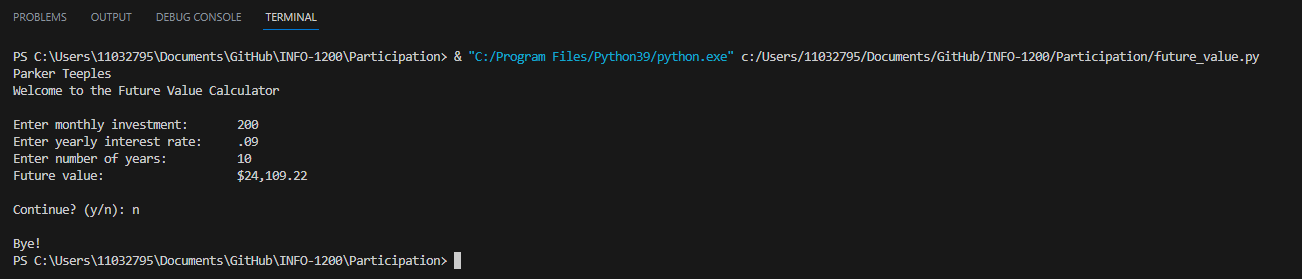 PROBLEMS OUTPUT DEBUG CONSOLE TERMINAL
PS C:\Users\11032795\Documents\GitHub\INFO-1200\Participation> & "C:/Program Files/Python39/python.exe" c:/Users/11032795/Documents/GitHub/INFO-1200/Participation/future_value.py
Parker Teeples
Welcome to the Future Value Calculator
Enter monthly investment: 200
Enter yearly interest rate: .09
Enter number of years: 10
Future value: $24,109.22
Continue? (y/n): n
Bye!
PS C:\Users\11032795\Documents\GitHub\INFO-1200\Participation>